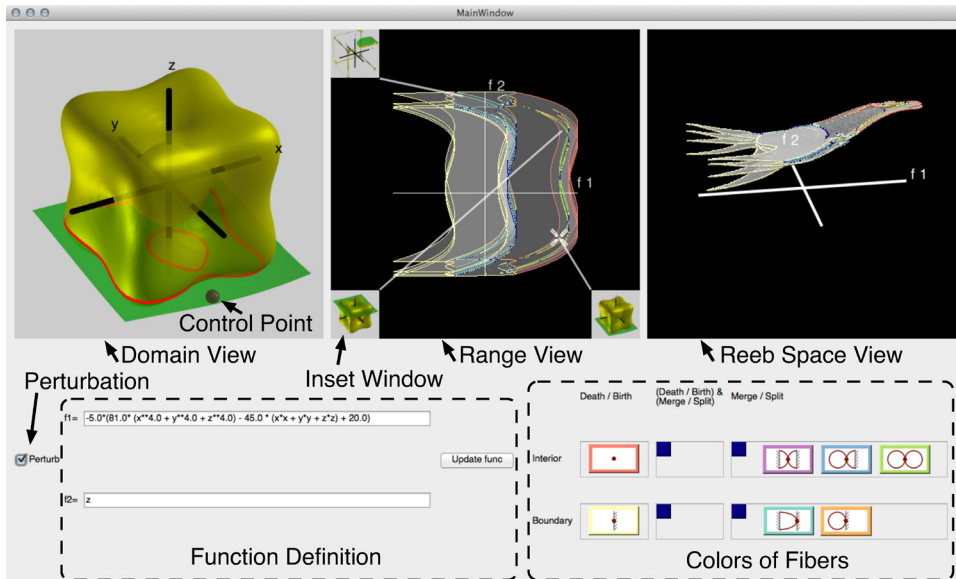 MainWindow
z
y
x
f 2
f 1
f 2
f 1
Control Point
Domain View
Range View
Reeb Space View
Perturbation
Inset Window
f1= -5.0*(81.0* (x**4.0 + y**4.0 + z**4.0) - 45.0 * (x*x + y*y + z*z) + 20.0)
Perturb
Update func
f2= z
Function Definition
Death / Birth
(Death / Birth) &
(Merge / Split)
Merge / Split
Interior
Boundary
Colors of Fibers